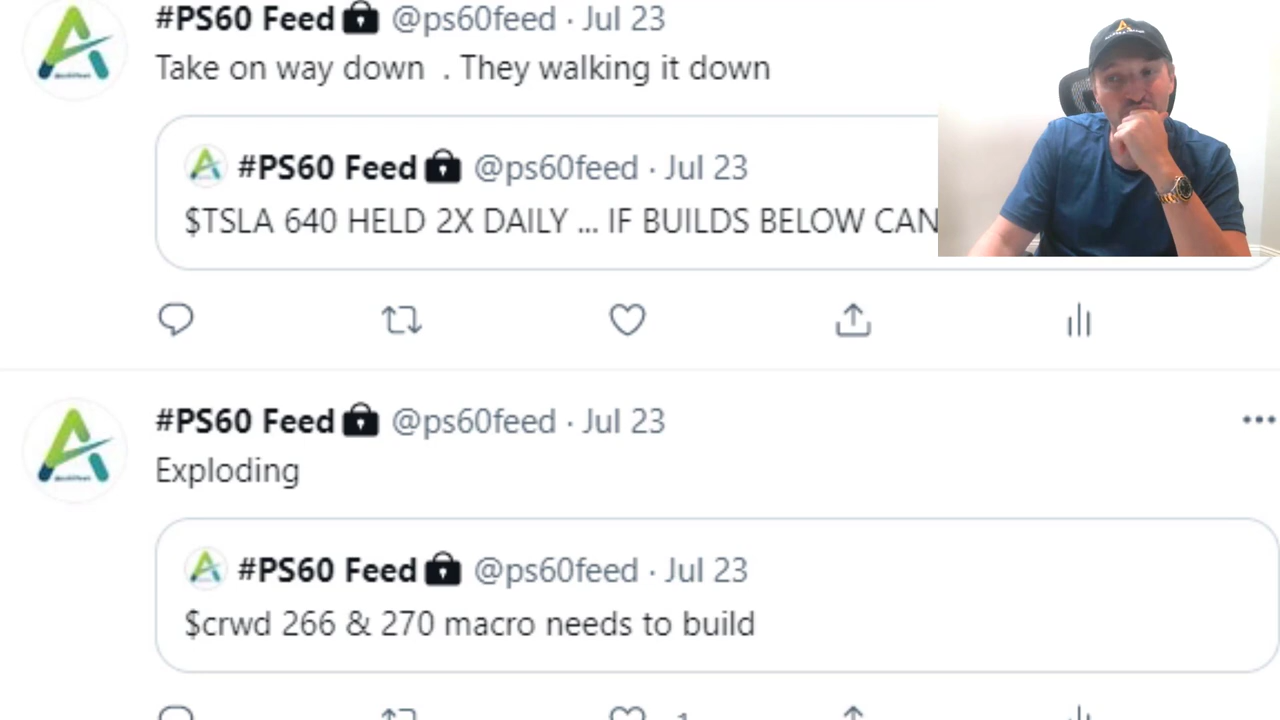 #PS60 Feed @ps60feed · Jul 23
Take on way down . They walking it down
#PS60 Feed @ps60feed · Jul 23
$TSLA 640 HELD 2X DAILY ... IF BUILDS BELOW CAN
#PS60 Feed @ps60feed · Jul 23
Exploding
#PS60 Feed @ps60feed · Jul 23
$crwd 266 & 270 macro needs to build